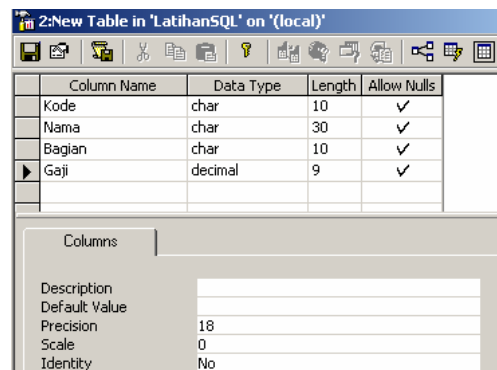 2:New Table in 'LatihanSQL' on '(local)'
Column Name Data Type Length Allow Nulls
Kode char 10
Nama char 30
Bagian char 10
Gaji decimal 9
Columns
Description
Default Value
Precision 18
Scale 0
Identity No